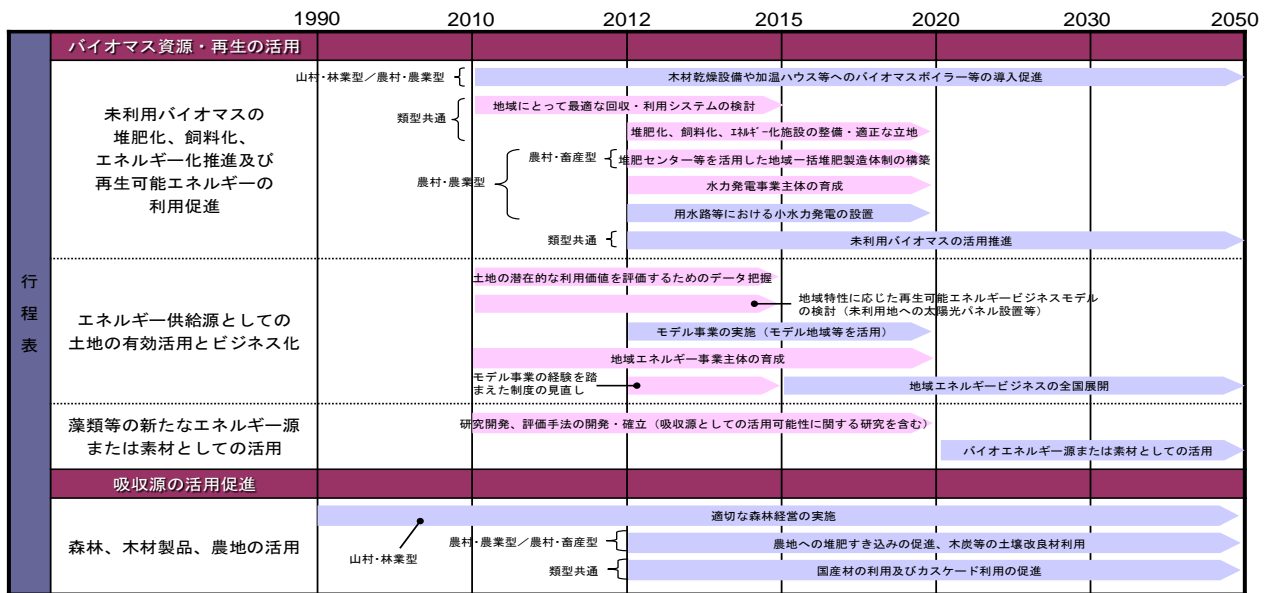 1990 2010 2012 2015 2020 2030 2050
バイオマス資源・再生の活用
行程表
未利用バイオマスの
堆肥化、飼料化、
エネルギー化推進及び
再生可能エネルギーの
利用促進
山村・林業型／農村・農業型
木材乾燥設備や加温ハウス等へのバイオマスボイラー等の導入促進
類型共通
地域にとって最適な回収・利用システムの検討
堆肥化、飼料化、エネルギー化施設の整備・適正な立地
農村・農業型
農村・畜産型
堆肥センター等を活用した地域一括堆肥製造体制の構築
水力発電事業主体の育成
用水路等における小水力発電の設置
類型共通
未利用バイオマスの活用推進
エネルギー供給源としての
土地の有効活用とビジネス化
土地の潜在的な利用価値を評価するためのデータ把握
地域特性に応じた再生可能エネルギービジネスモデル
の検討（未利用地への太陽光パネル設置等）
モデル事業の実施（モデル地域等を活用）
地域エネルギー事業主体の育成
モデル事業の経験を踏
まえた制度の見直し
地域エネルギービジネスの全国展開
藻類等の新たなエネルギー源
または素材としての活用
研究開発、評価手法の開発・確立（吸収源としての活用可能性に関する研究を含む）
バイオエネルギー源または素材としての活用
吸収源の活用促進
森林、木材製品、農地の活用
適切な森林経営の実施
山村・林業型
農村・農業型／農村・畜産型
農地への堆肥すき込みの促進、木炭等の土壌改良材利用
類型共通
国産材の利用及びカスケード利用の促進